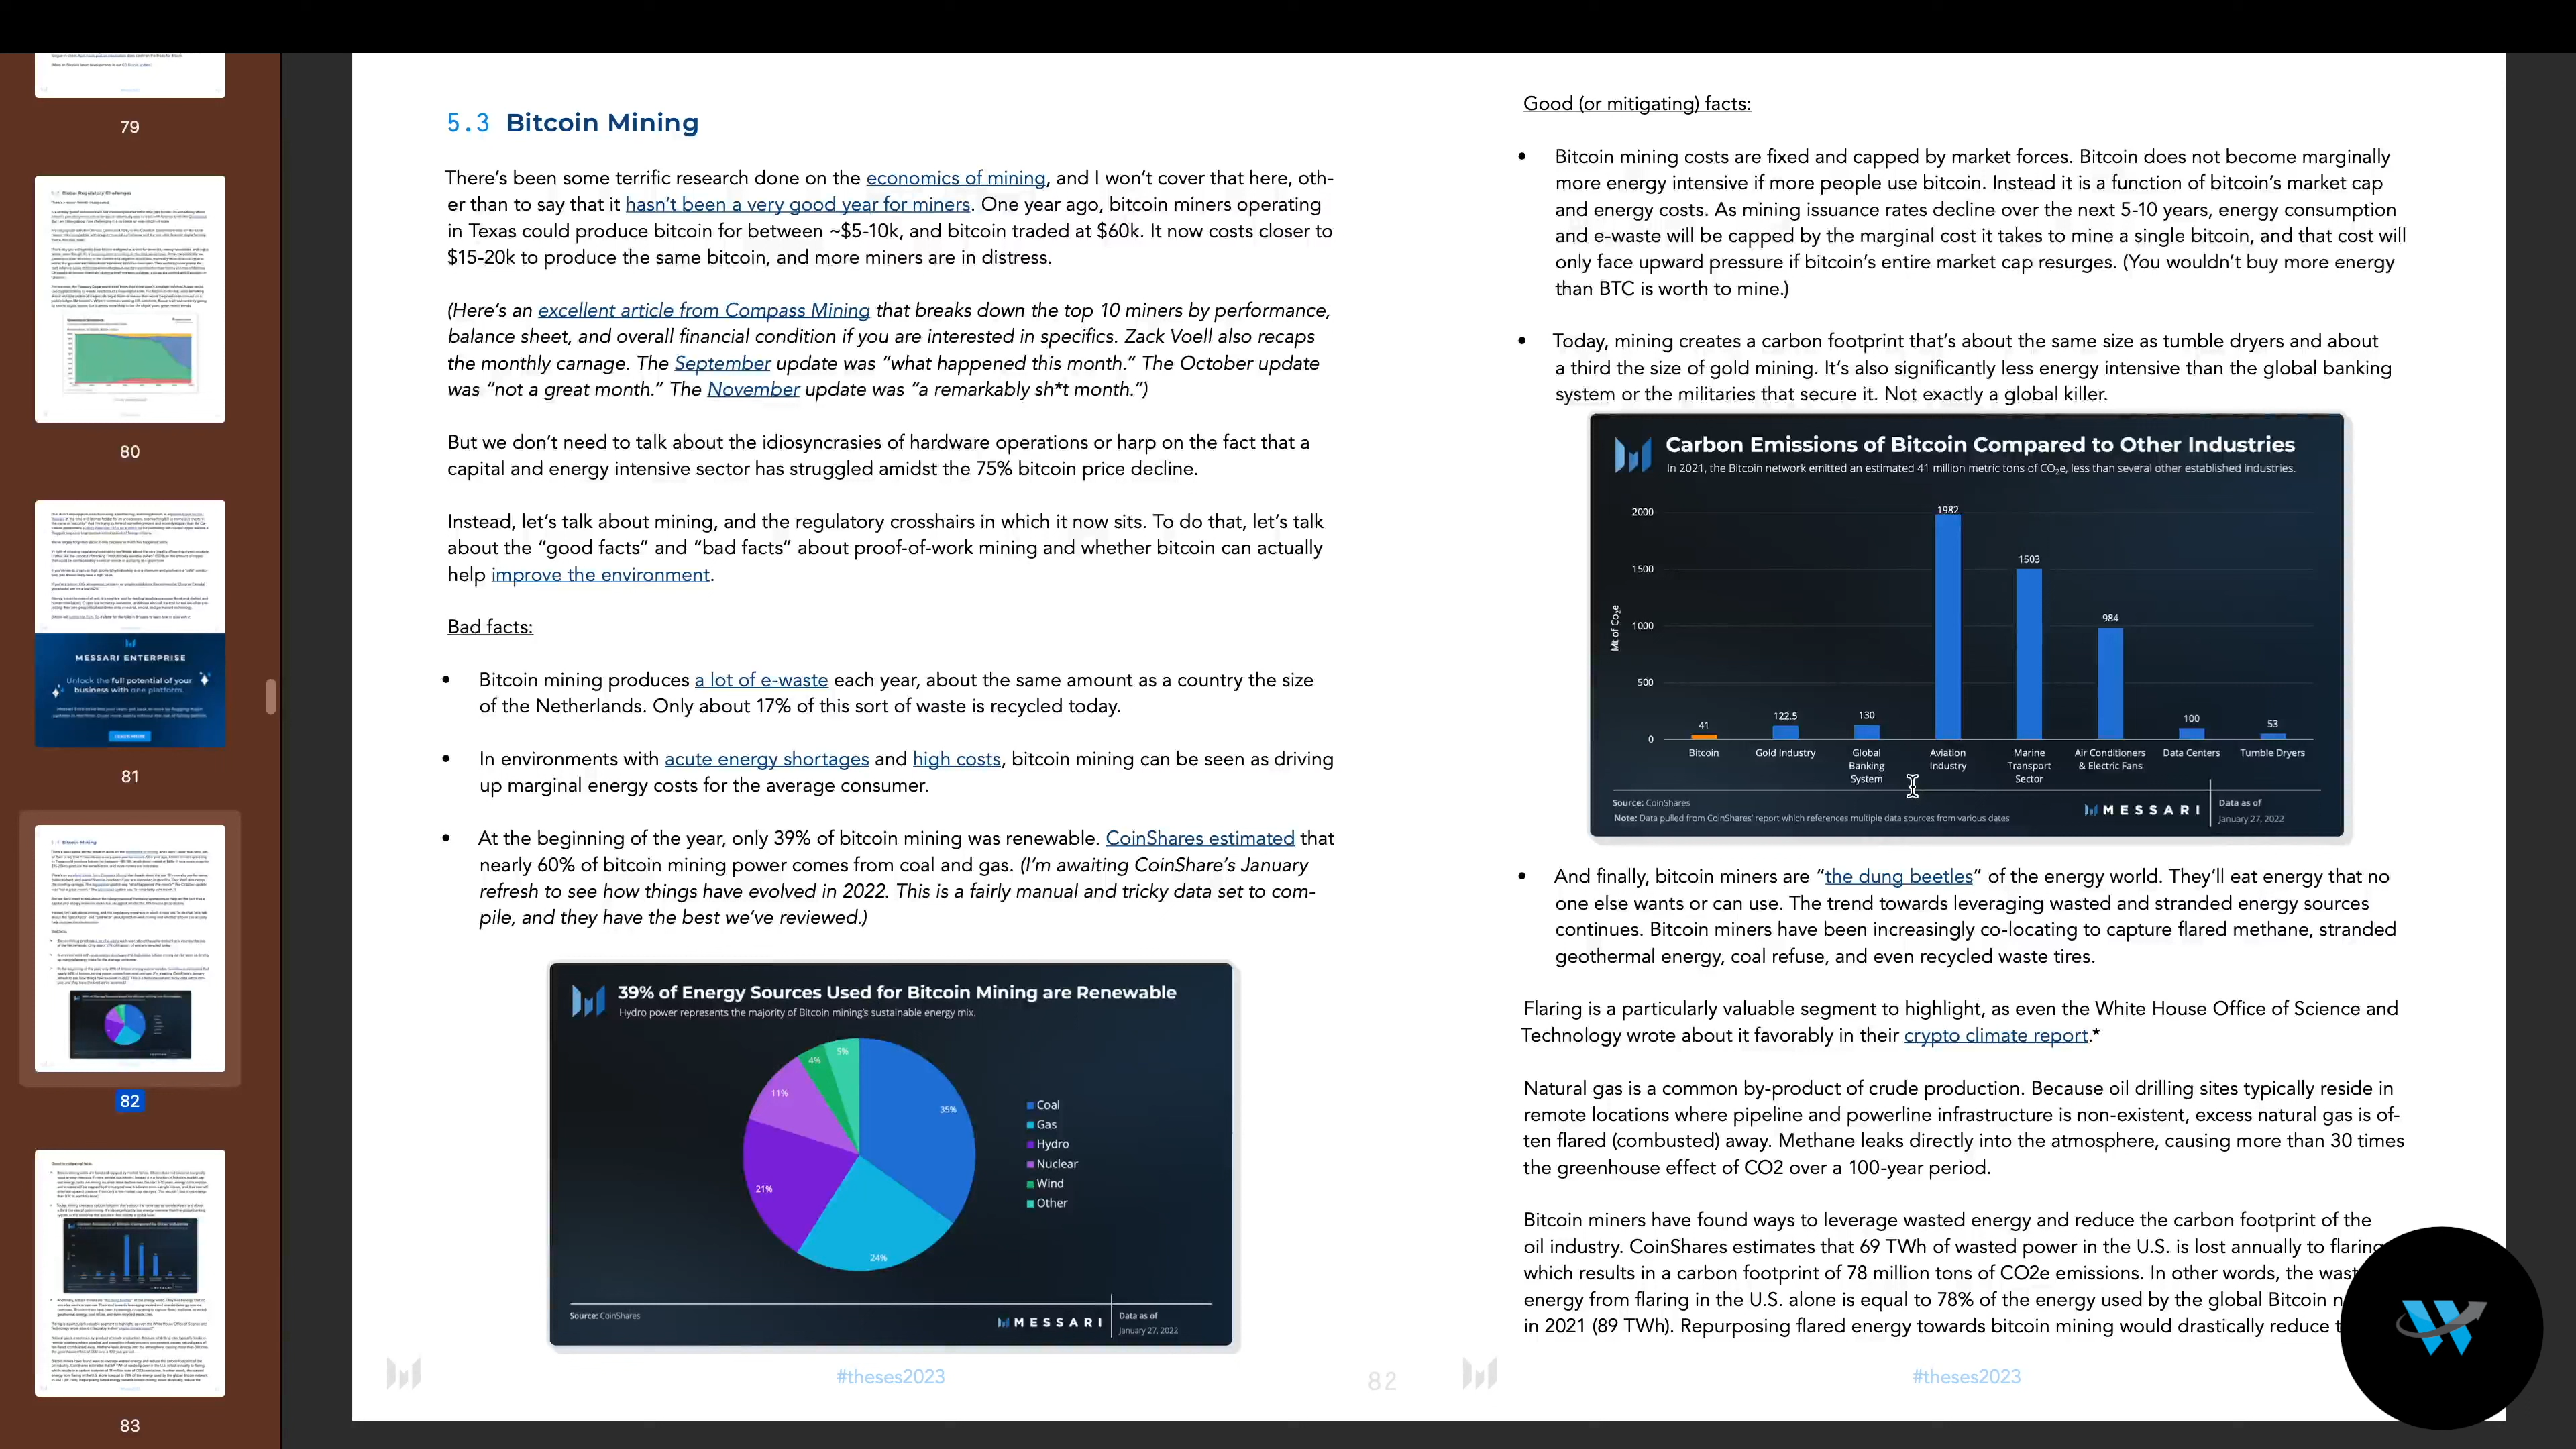 79
80
81
MESSARI ENTERPRISE
Unlock the full potential of your
business with one platform.
82
83
5.3 Bitcoin Mining
There's been some terrific research done on the economics of mining, and I won't cover that here, oth-
er than to say that it hasn't been a very good year for miners. One year ago, bitcoin miners operating
in Texas could produce bitcoin for between ~$5-10k, and bitcoin traded at $60k. It now costs closer to
$15-20k to produce the same bitcoin, and more miners are in distress.
(Here's an excellent article from Compass Mining that breaks down the top 10 miners by performance,
balance sheet, and overall financial condition if you are interested in specifics. Zack Voell also recaps
the monthly carnage. The September update was “what happened this month.” The October update
was “not a great month.” The November update was “a remarkably sh*t month.”)
But we don't need to talk about the idiosyncrasies of hardware operations or harp on the fact that a
capital and energy intensive sector has struggled amidst the 75% bitcoin price decline.
Instead, let's talk about mining, and the regulatory crosshairs in which it now sits. To do that, let's talk
about the “good facts” and “bad facts” about proof-of-work mining and whether bitcoin can actually
help improve the environment.
Bad facts:
• Bitcoin mining produces a lot of e-waste each year, about the same amount as a country the size
of the Netherlands. Only about 17% of this sort of waste is recycled today.
• In environments with acute energy shortages and high costs, bitcoin mining can be seen as driving
up marginal energy costs for the average consumer.
• At the beginning of the year, only 39% of bitcoin mining was renewable. CoinShares estimated that
nearly 60% of bitcoin mining power comes from coal and gas. (I'm awaiting CoinShare's January
refresh to see how things have evolved in 2022. This is a fairly manual and tricky data set to com-
pile, and they have the best we've reviewed.)
39% of Energy Sources Used for Bitcoin Mining are Renewable
Hydro power represents the majority of Bitcoin mining's sustainable energy mix.
5%
4%
11%
35%
21%
24%
Coal
Gas
Hydro
Nuclear
Wind
Other
Source: CoinShares
MESSARI
Data as of
January 27, 2022
#theses2023
82
Good (or mitigating) facts:
• Bitcoin mining costs are fixed and capped by market forces. Bitcoin does not become marginally
more energy intensive if more people use bitcoin. Instead it is a function of bitcoin's market cap
and energy costs. As mining issuance rates decline over the next 5-10 years, energy consumption
and e-waste will be capped by the marginal cost it takes to mine a single bitcoin, and that cost will
only face upward pressure if bitcoin's entire market cap resurges. (You wouldn't buy more energy
than BTC is worth to mine.)
• Today, mining creates a carbon footprint that's about the same size as tumble dryers and about
a third the size of gold mining. It's also significantly less energy intensive than the global banking
system or the militaries that secure it. Not exactly a global killer.
Carbon Emissions of Bitcoin Compared to Other Industries
In 2021, the Bitcoin network emitted an estimated 41 million metric tons of CO₂e, less than several other established industries.
Mt of Co₂e
2000
1500
1000
500
0
41
122.5
130
1982
1503
984
100
53
Bitcoin
Gold Industry
Global
Banking
System
Aviation
Industry
Marine
Transport
Sector
Air Conditioners
& Electric Fans
Data Centers
Tumble Dryers
Source: CoinShares
Note: Data pulled from CoinShares' report which references multiple data sources from various dates
MESSARI
Data as of
January 27, 2022
• And finally, bitcoin miners are “the dung beetles” of the energy world. They'll eat energy that no
one else wants or can use. The trend towards leveraging wasted and stranded energy sources
continues. Bitcoin miners have been increasingly co-locating to capture flared methane, stranded
geothermal energy, coal refuse, and even recycled waste tires.
Flaring is a particularly valuable segment to highlight, as even the White House Office of Science and
Technology wrote about it favorably in their crypto climate report.*
Natural gas is a common by-product of crude production. Because oil drilling sites typically reside in
remote locations where pipeline and powerline infrastructure is non-existent, excess natural gas is of-
ten flared (combusted) away. Methane leaks directly into the atmosphere, causing more than 30 times
the greenhouse effect of CO2 over a 100-year period.
Bitcoin miners have found ways to leverage wasted energy and reduce the carbon footprint of the
oil industry. CoinShares estimates that 69 TWh of wasted power in the U.S. is lost annually to flaring
which results in a carbon footprint of 78 million tons of CO2e emissions. In other words, the
energy from flaring in the U.S. alone is equal to 78% of the energy used by the global Bitcoin
in 2021 (89 TWh). Repurposing flared energy towards bitcoin mining would drastically reduce
#theses2023